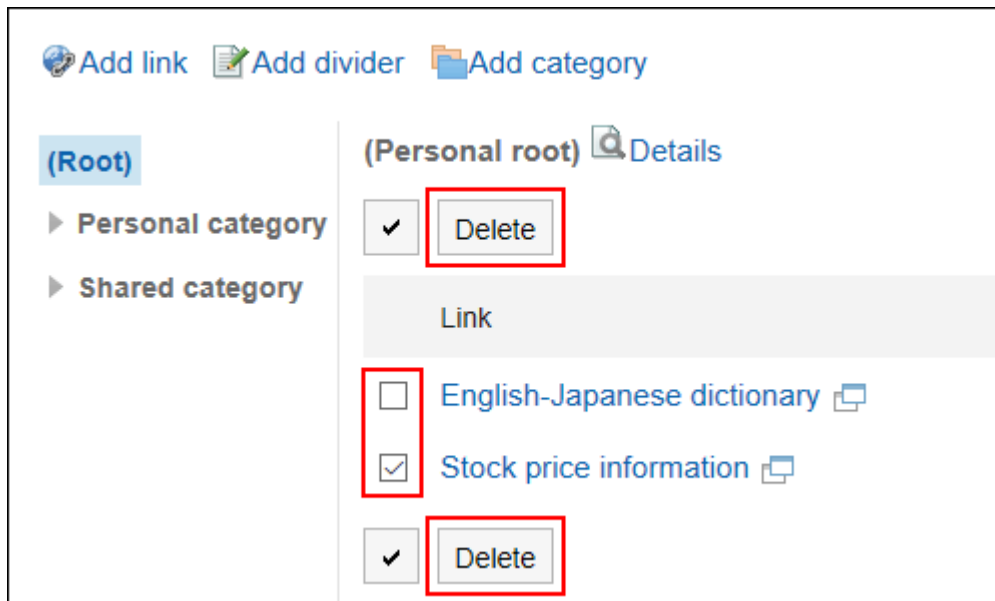 Add link Add divider Add category
(Root)
Personal category
Shared category
(Personal root) Details
Delete
Link
English-Japanese dictionary
Stock price information
Delete